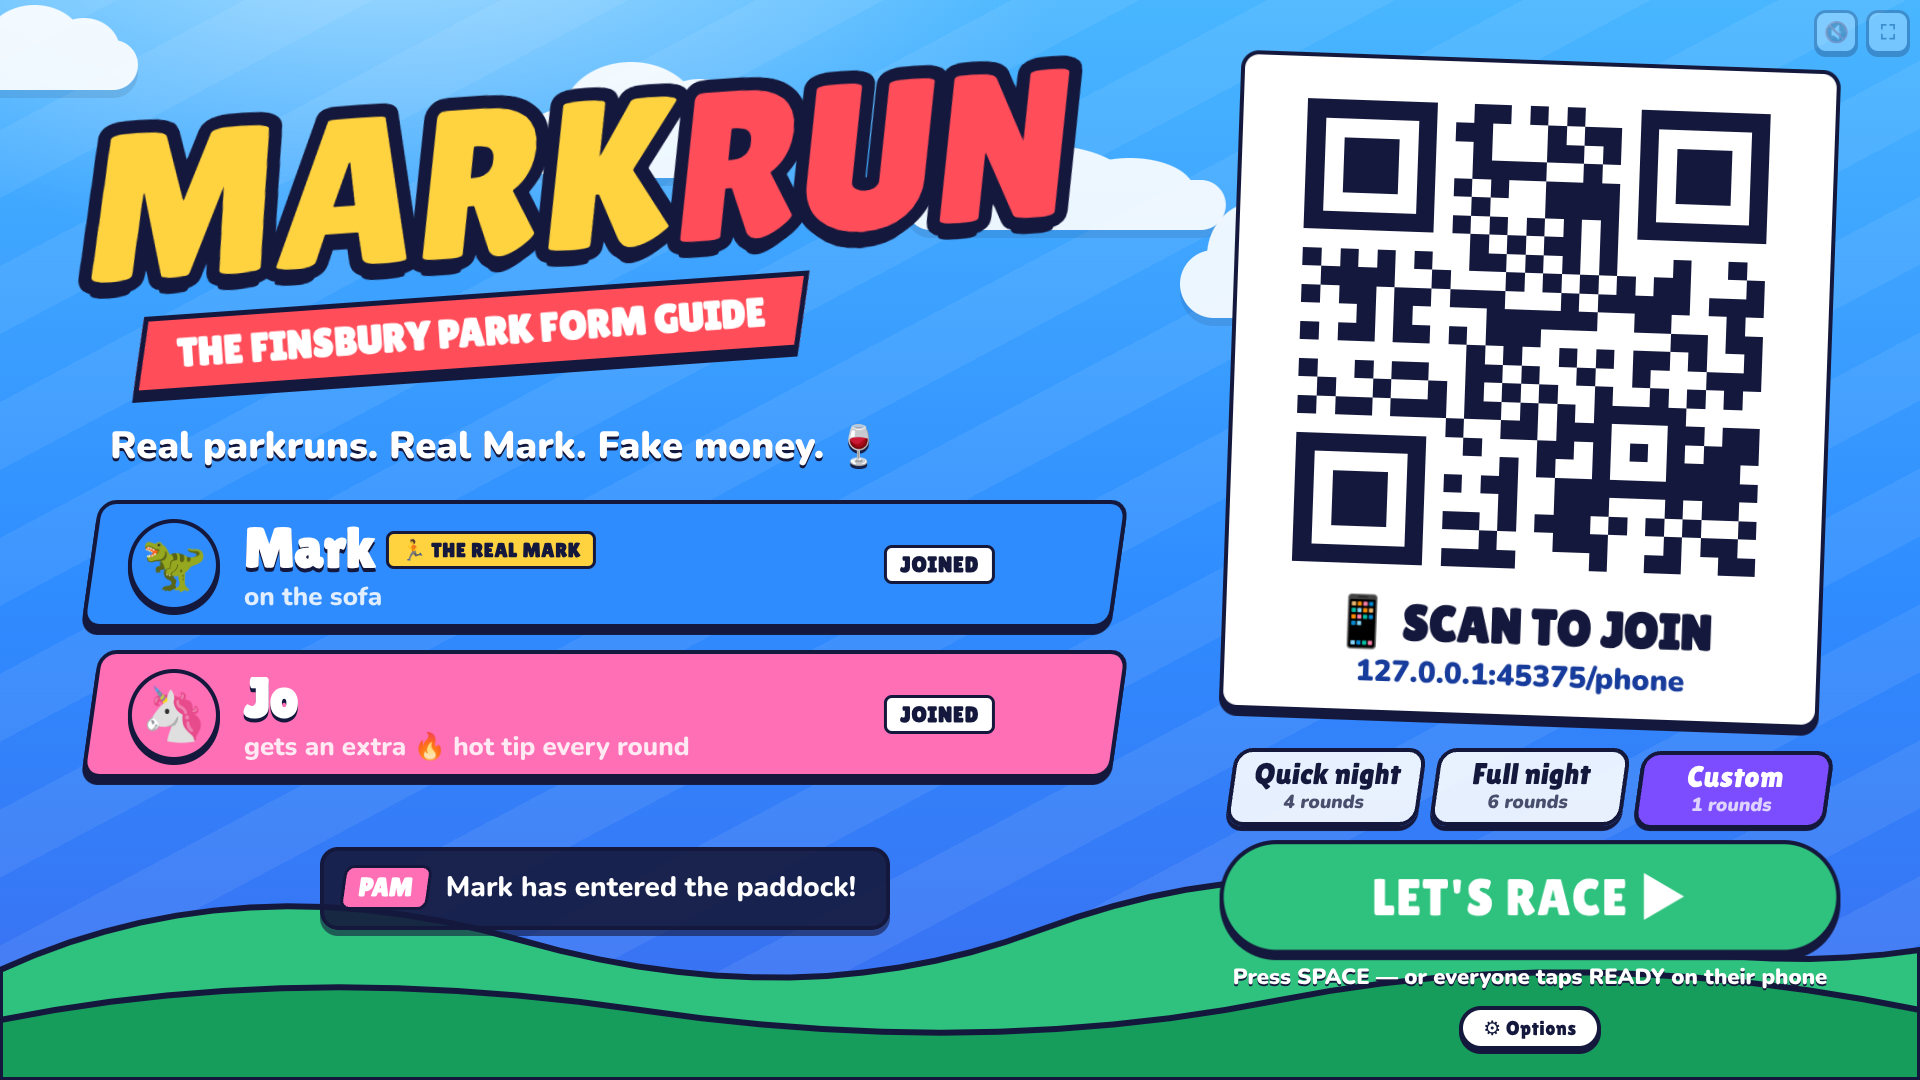 MARKRUN
THE FINSBURY PARK FORM GUIDE
Real parkruns. Real Mark. Fake money.
Mark
THE REAL MARK
on the sofa
JOINED
Jo
gets an extra 🔥 hot tip every round
JOINED
PAM
Mark has entered the paddock!
SCAN TO JOIN
127.0.0.1:45375/phone
Quick night
4 rounds
Full night
6 rounds
Custom
1 rounds
LET'S RACE ▶
Press SPACE — or everyone taps READY on their phone
⚙ Options